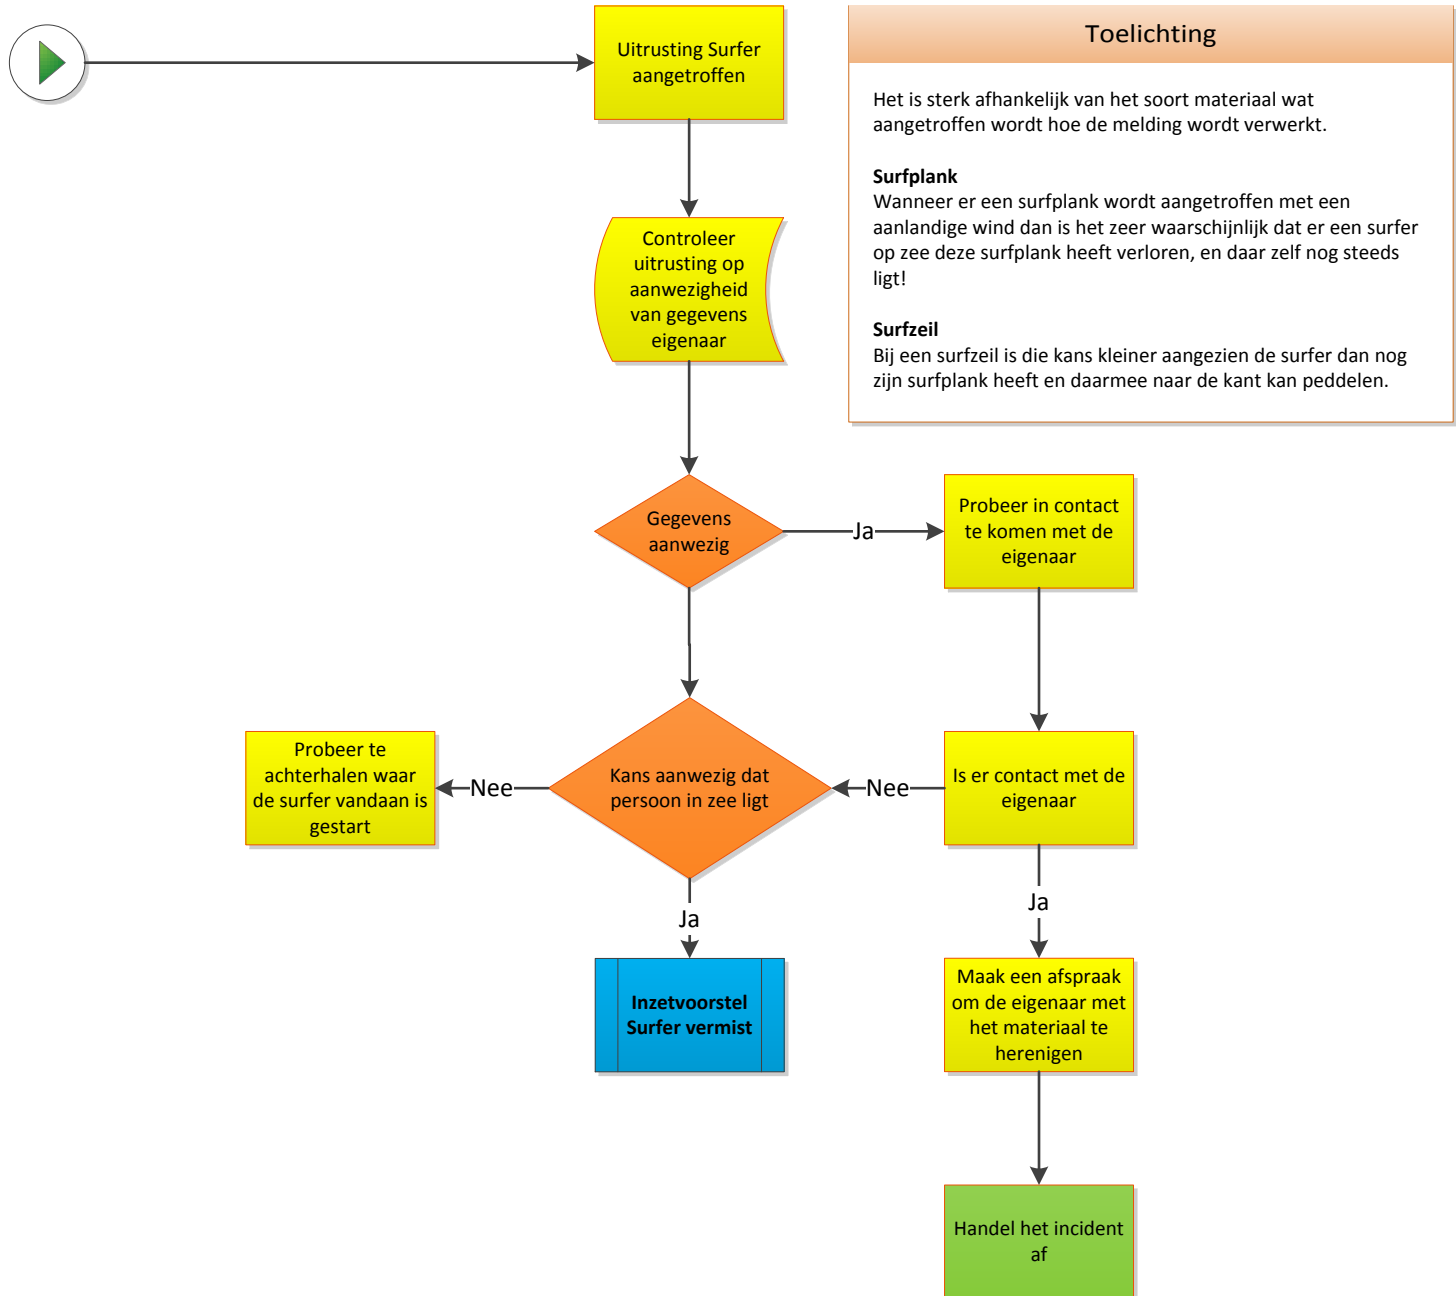 Uitrusting Surfer
aangetroffen
Toelichting
Het is sterk afhankelijk van het soort materiaal wat
aangetroffen wordt hoe de melding wordt verwerkt.
Surfplank
Wanneer er een surfplank wordt aangetroffen met een
aanlandige wind dan is het zeer waarschijnlijk dat er een surfer
op zee deze surfplank heeft verloren, en daar zelf nog steeds
ligt!
Surfzeil
Bij een surfzeil is die kans kleiner aangezien de surfer dan nog
zijn surfplank heeft en daarmee naar de kant kan peddelen.
Controleer
uitrusting op
aanwezigheid
van gegevens
eigenaar
Gegevens
aanwezig
Ja
Probeer in contact
te komen met de
eigenaar
Probeer te
achterhalen waar
de surfer vandaan is
gestart
Nee
Kans aanwezig dat
persoon in zee ligt
Nee
Is er contact met de
eigenaar
Ja
Ja
Inzetvoorstel
Surfer vermist
Maak een afspraak
om de eigenaar met
het materiaal te
herenigen
Handel het incident
af